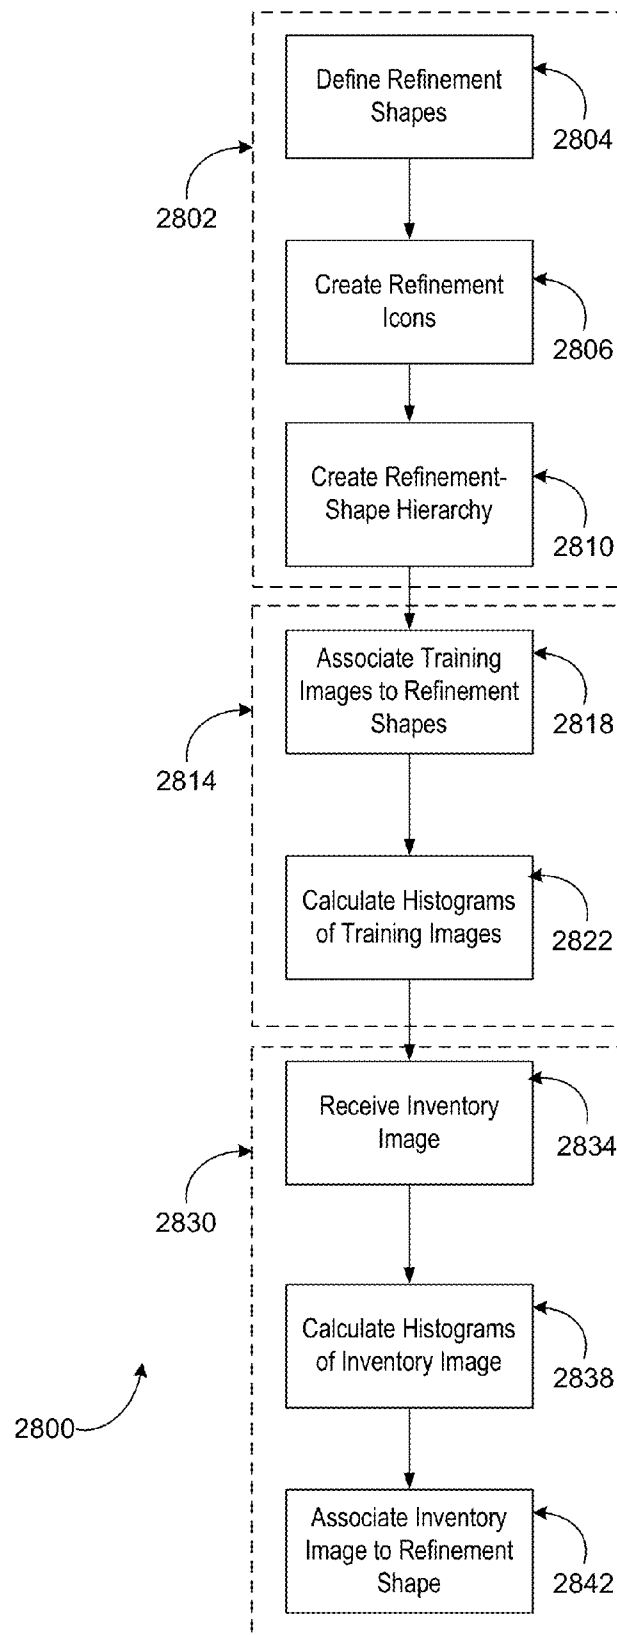 Define Refinement
Shapes
2804
2802
Create Refinement
Icons
2806
Create Refinement-
Shape Hierarchy
2810
Associate Training
Images to Refinement
Shapes
2818
2814
Calculate Histograms
of Training Images
2822
Receive Inventory
Image
2834
2830
Calculate Histograms
of Inventory Image
2838
2800
Associate Inventory
Image to Refinement
Shape
2842